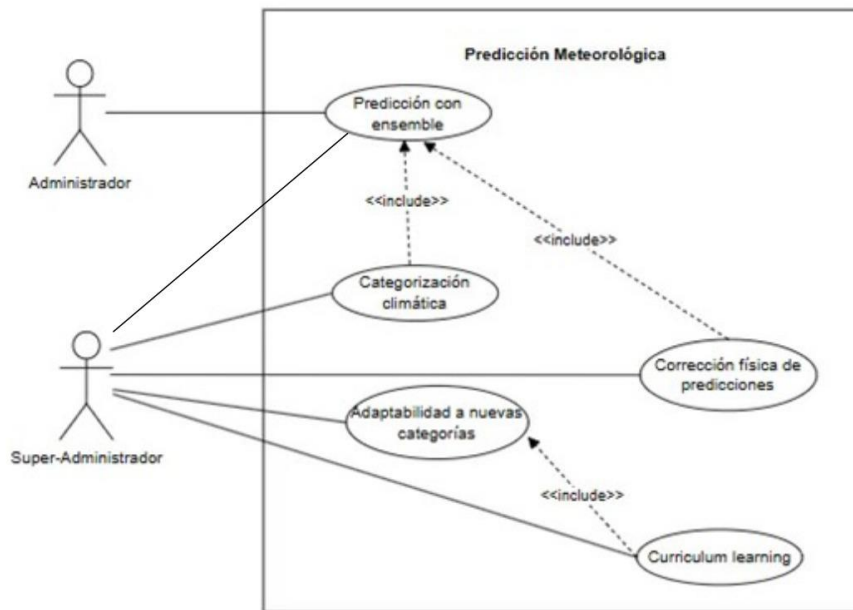 Predicción Meteorológica
Predicción con
ensemble
Administrador
<<include>>
<<include>>
Categorización
climática
Corrección física de
predicciones
Adaptabilidad a nuevas
categorías
Super-Administrador
<<include>>
Curriculum learning